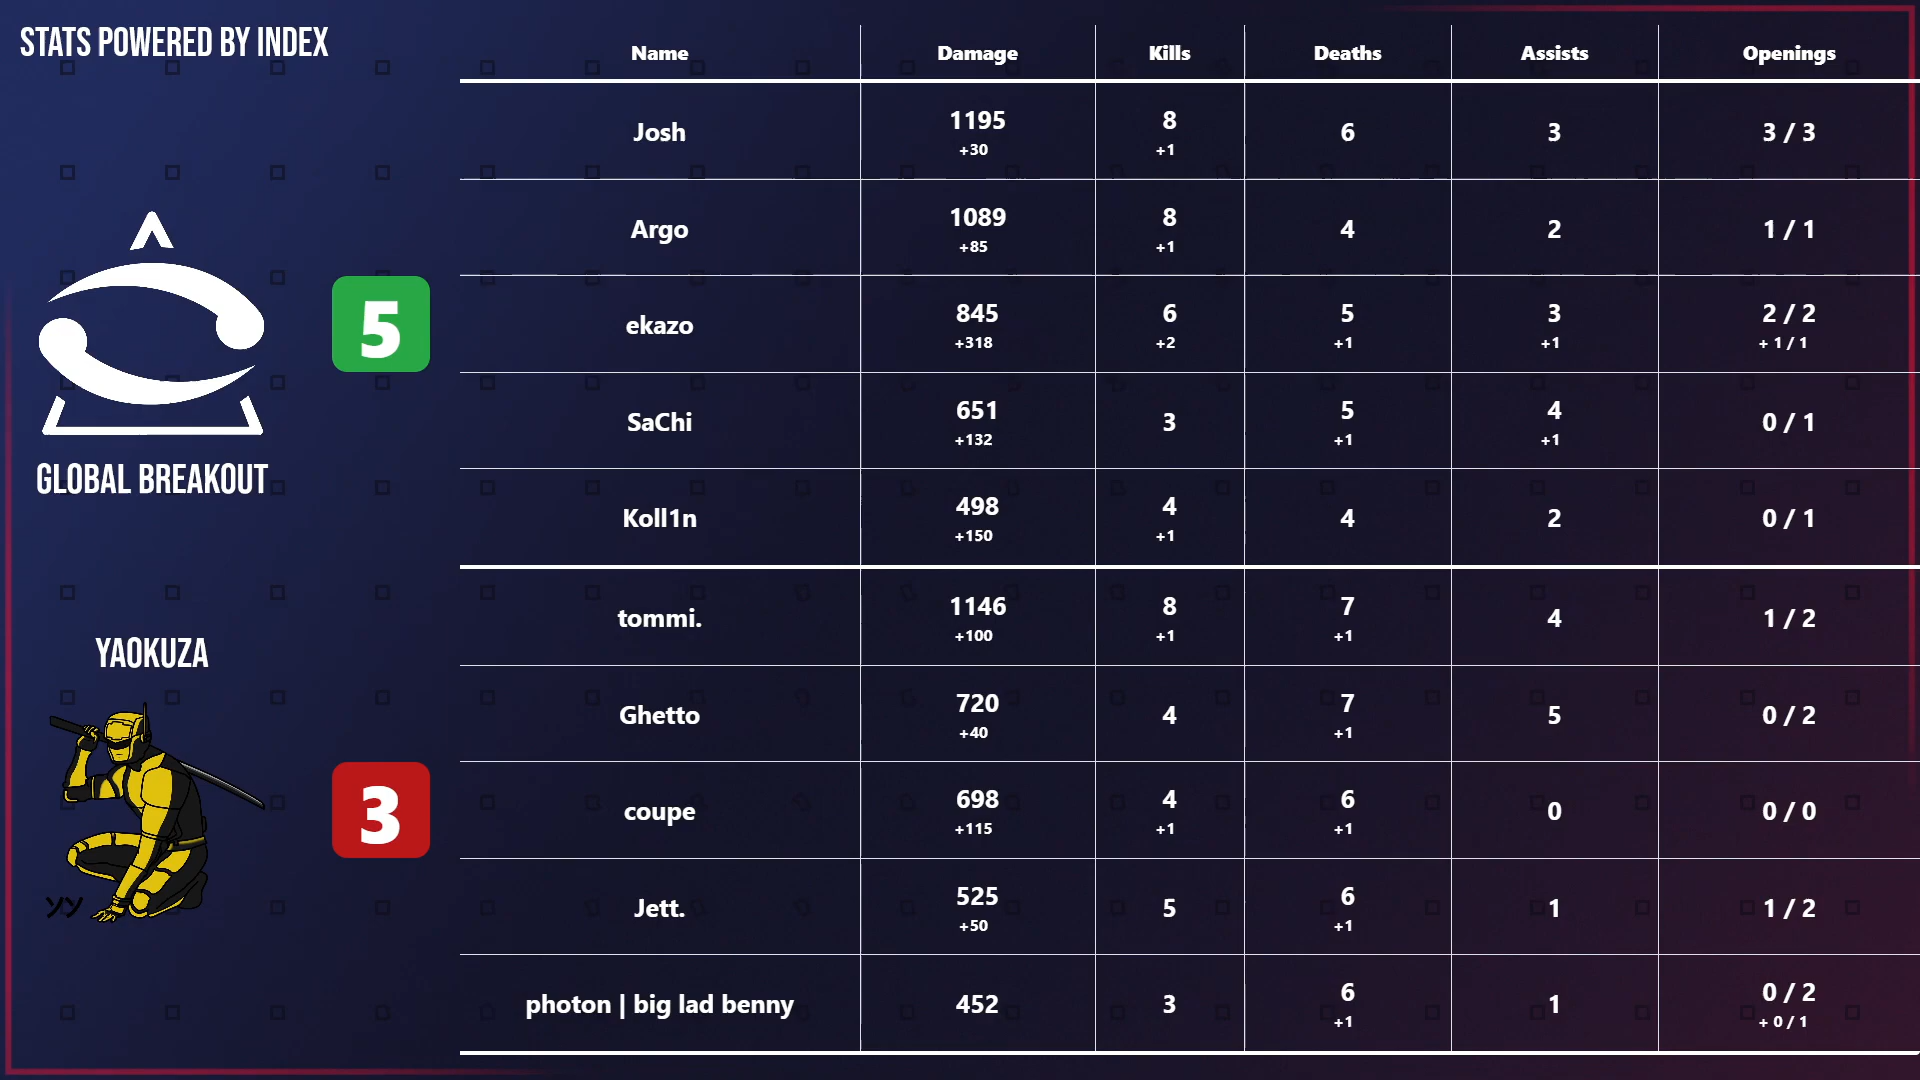 STATS POWERED BY INDEX
Name Damage Kills Deaths Assists Openings
Josh 1195 +30 8 +1 6 3 3 / 3
Argo 1089 +85 8 +1 4 2 1 / 1
ekazo 845 +318 6 +2 5 +1 3 +1 2 / 2 + 1 / 1
SaChi 651 +132 3 5 +1 4 +1 0 / 1
Koll1n 498 +150 4 +1 4 2 0 / 1
GLOBAL BREAKOUT
5
tommi. 1146 +100 8 +1 7 +1 4 1 / 2
Ghetto 720 +40 4 7 +1 5 0 / 2
coupe 698 +115 4 +1 6 +1 0 0 / 0
Jett. 525 +50 5 6 +1 1 1 / 2
photon | big lad benny 452 3 6 +1 1 0 / 2 + 0 / 1
YAOKUZA
3